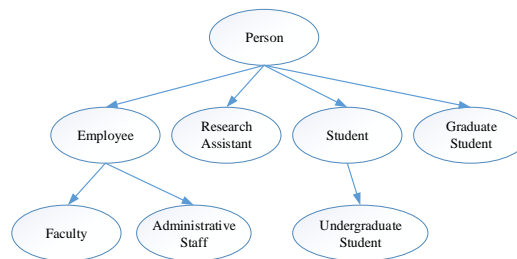 Person
Employee
Research
Assistant
Student
Graduate
Student
Faculty
Administrative
Staff
Undergraduate
Student